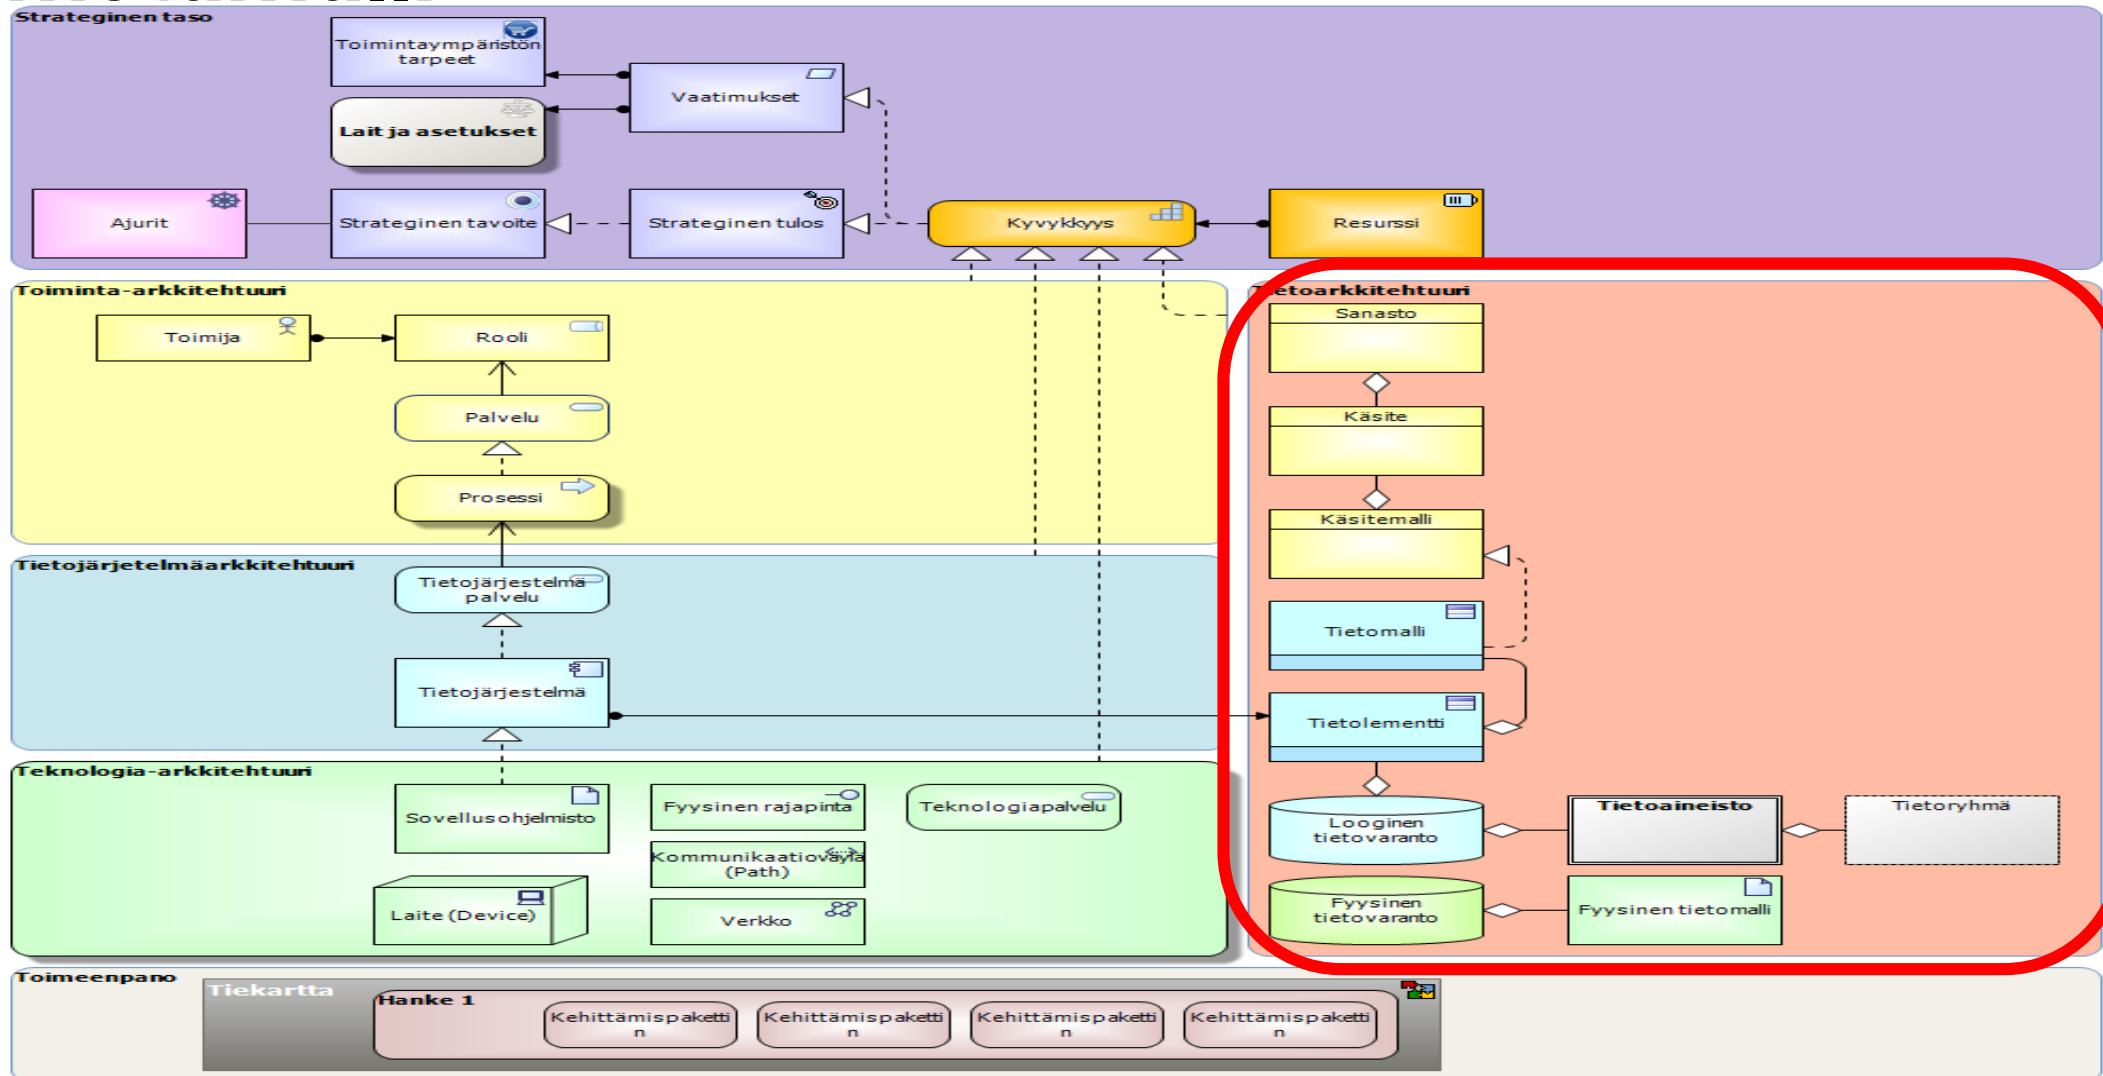 Strateginen taso
Toimintaympäristön
tarpeet
Vaatimukset
Lait ja asetukset
Ajurit
Strateginen tavoite
Strateginen tulos
Kyvykkyys
Resurssi
Toiminta-arkkitehtuuri
Toimija
Rooli
Palvelu
Prosessi
Tietojärjetelmäarkkitehtuuri
Tietojärjestelmä
palvelu
Tietojärjestelmä
Teknologia-arkkitehtuuri
Sovellusohjelmisto
Fyysinen rajapinta
Teknologiapalvelu
Kommunikaatioväylä
(Path)
Laite (Device)
Verkko
Tietoarkkitehtuuri
Sanasto
Käsite
Käsitemalli
Tietomalli
Tietolementti
Looginen
tietovaranto
Tietoaineisto
Tietoryhmä
Fyysinen
tietovaranto
Fyysinen tietomalli
Toimeenpano
Tiekartta
Hanke 1
Kehittämispaketti
n
Kehittämispaketti
n
Kehittämispaketti
n
Kehittämispaketti
n